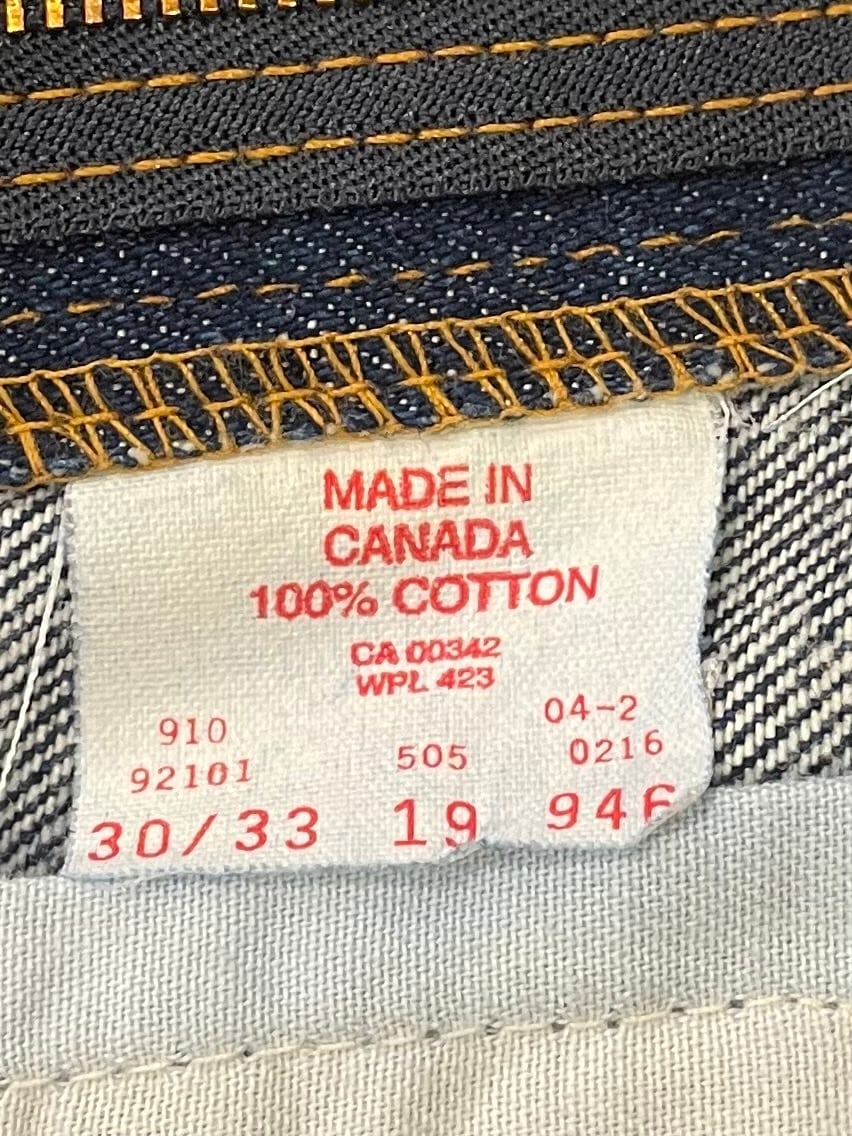 MADE IN
CANADA
100% COTTON
CA 00342
WPL 423
910 04-2
92101 505 0216
30/33 19 946